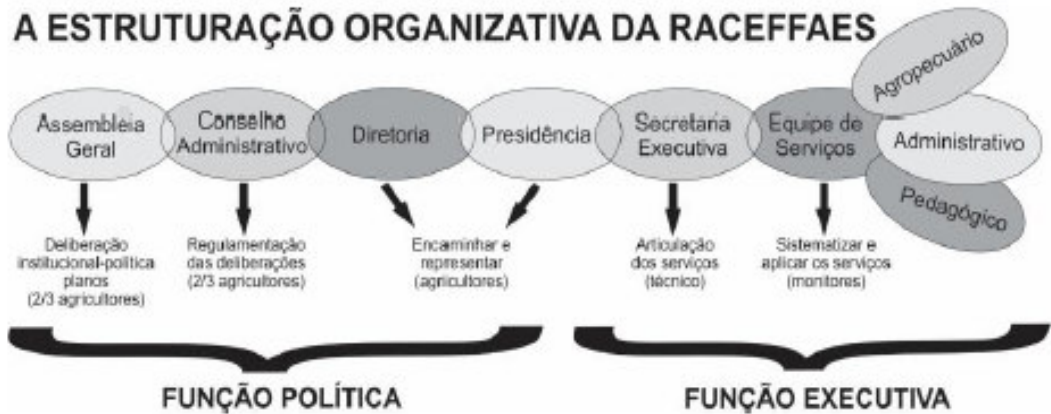 A ESTRUTURAÇÃO ORGANIZATIVA DA RACEFFAES
Assembléia
Geral
Conselho
Administrativo
Diretoria
Presidência
Secretaria
Executiva
Equipe de
Serviços
Agropecuário
Administrativo
Pedagógico
Deliberação
institucional-política
planos
(2/3 agricultores)
Regulamentação
das deliberações
(2/3 agricultores)
Encaminhar e
representar
(agricultores)
Articulação
dos serviços
(técnico)
Sistematizar e
aplicar os serviços
(monitores)
FUNÇÃO POLÍTICA
FUNÇÃO EXECUTIVA